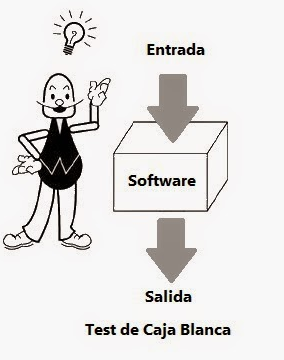 Entrada
Software
Salida
Test de Caja Blanca